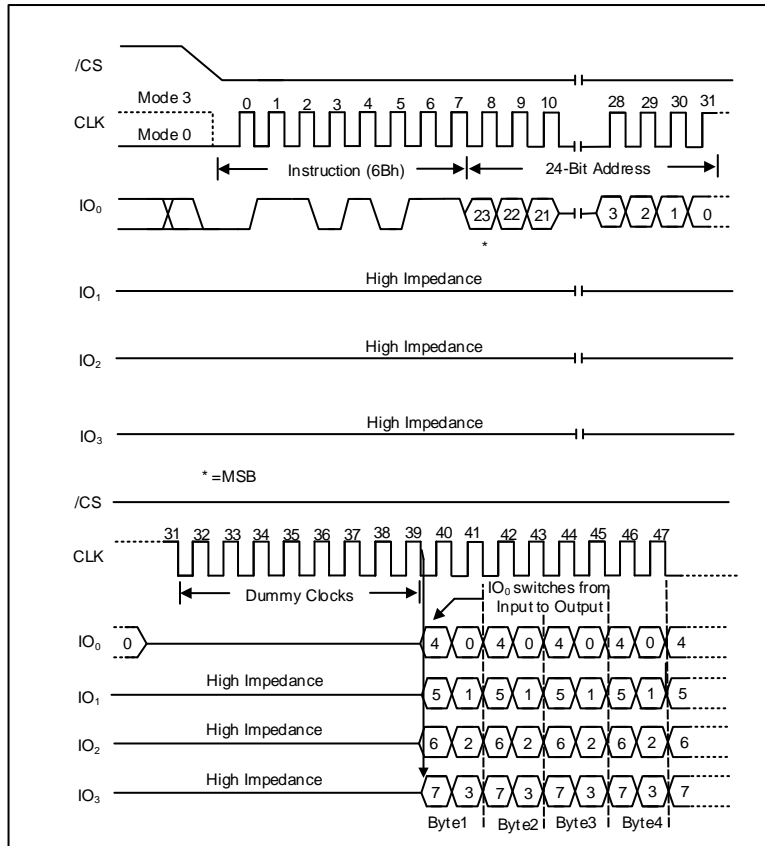 /CS
Mode 3
0 1 2 3 4 5 6 7 8 9 10 28 29 30 31
CLK
Mode 0
Instruction (6Bh) 24-Bit Address
IO0
23 22 21 3 2 1 0
*
High Impedance
IO1
High Impedance
IO2
High Impedance
IO3
* =MSB
/CS
31 32 33 34 35 36 37 38 39 40 41 42 43 44 45 46 47
CLK
Dummy Clocks
IO0 switches from
Input to Output
IO0 0 4 0 4 0 4 0 4 0 4
High Impedance
IO1 5 1 5 1 5 1 5 1 5
High Impedance
IO2 6 2 6 2 6 2 6 2 6
High Impedance
IO3 7 3 7 3 7 3 7 3 7
Byte1 Byte2 Byte3 Byte4